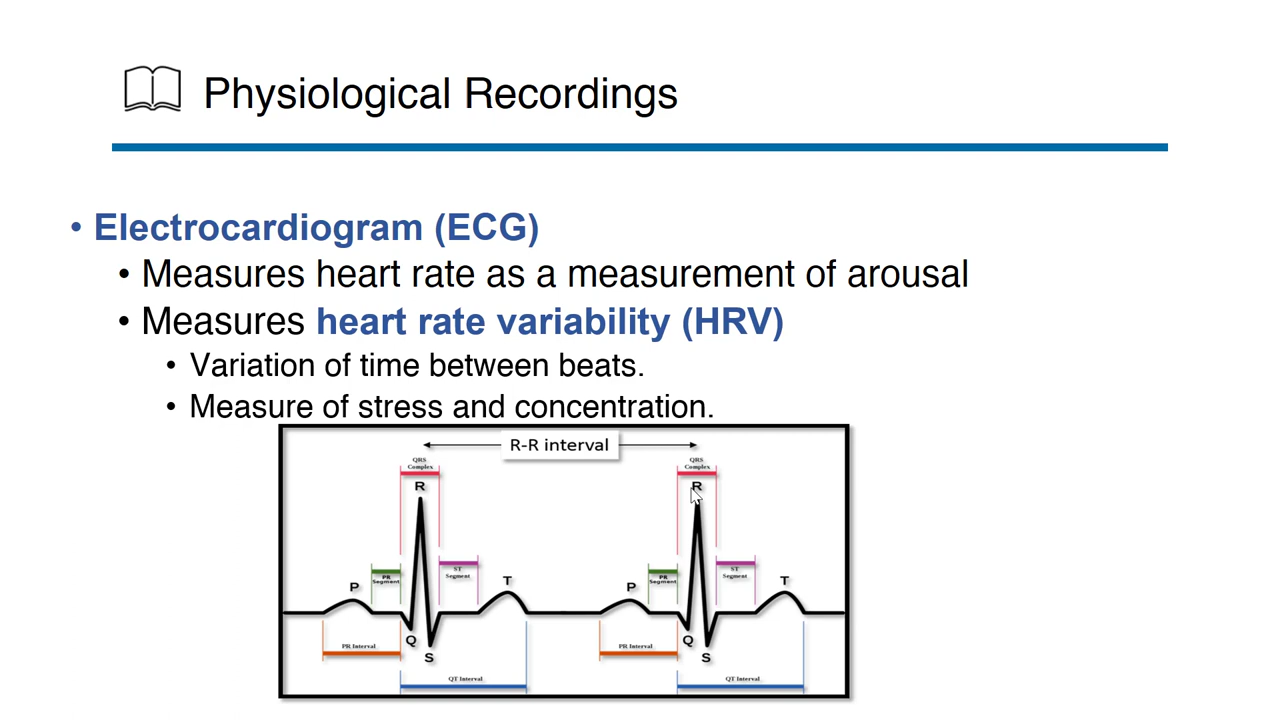 Physiological Recordings
• Electrocardiogram (ECG)
• Measures heart rate as a measurement of arousal
• Measures heart rate variability (HRV)
• Variation of time between beats.
• Measure of stress and concentration.
R-R interval
QRS
Complex
QRS
Complex
R
R
PR
Segment
ST
Segment
PR
Segment
ST
Segment
P
T
P
T
Q
Q
S
S
PR Interval
PR Interval
QT Interval
QT Interval